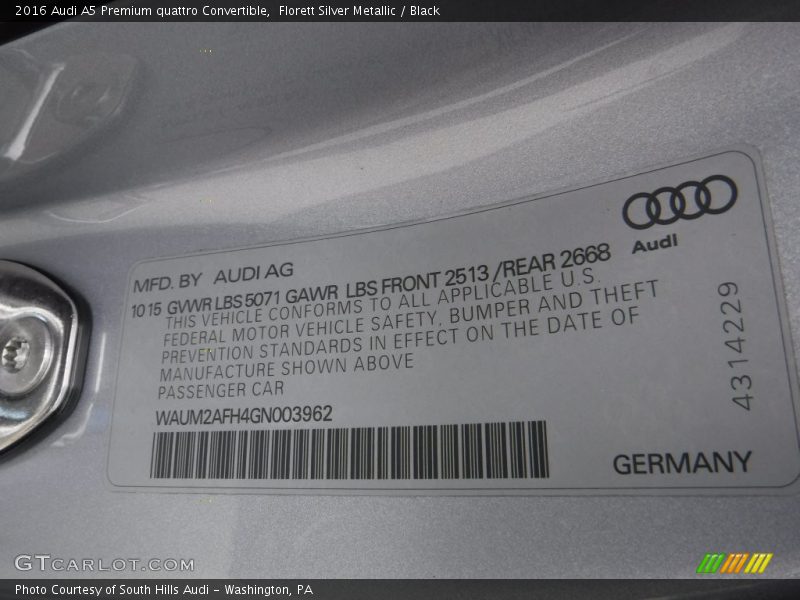 2016 Audi A5 Premium quattro Convertible,  Florett Silver Metallic / Black
Audi
MFD. BY AUDI AG
10 15 GVWR LBS 5071 GAWR LBS FRONT 2513 /REAR 2668
THIS VEHICLE CONFORMS TO ALL APPLICABLE U.S.
FEDERAL MOTOR VEHICLE SAFETY, BUMPER AND THEFT
PREVENTION STANDARDS IN EFFECT ON THE DATE OF
MANUFACTURE SHOWN ABOVE
PASSENGER CAR
WAUM2AFH4GN003962
4314229
GERMANY
GTCARLOT.COM
Photo Courtesy of South Hills Audi - Washington, PA